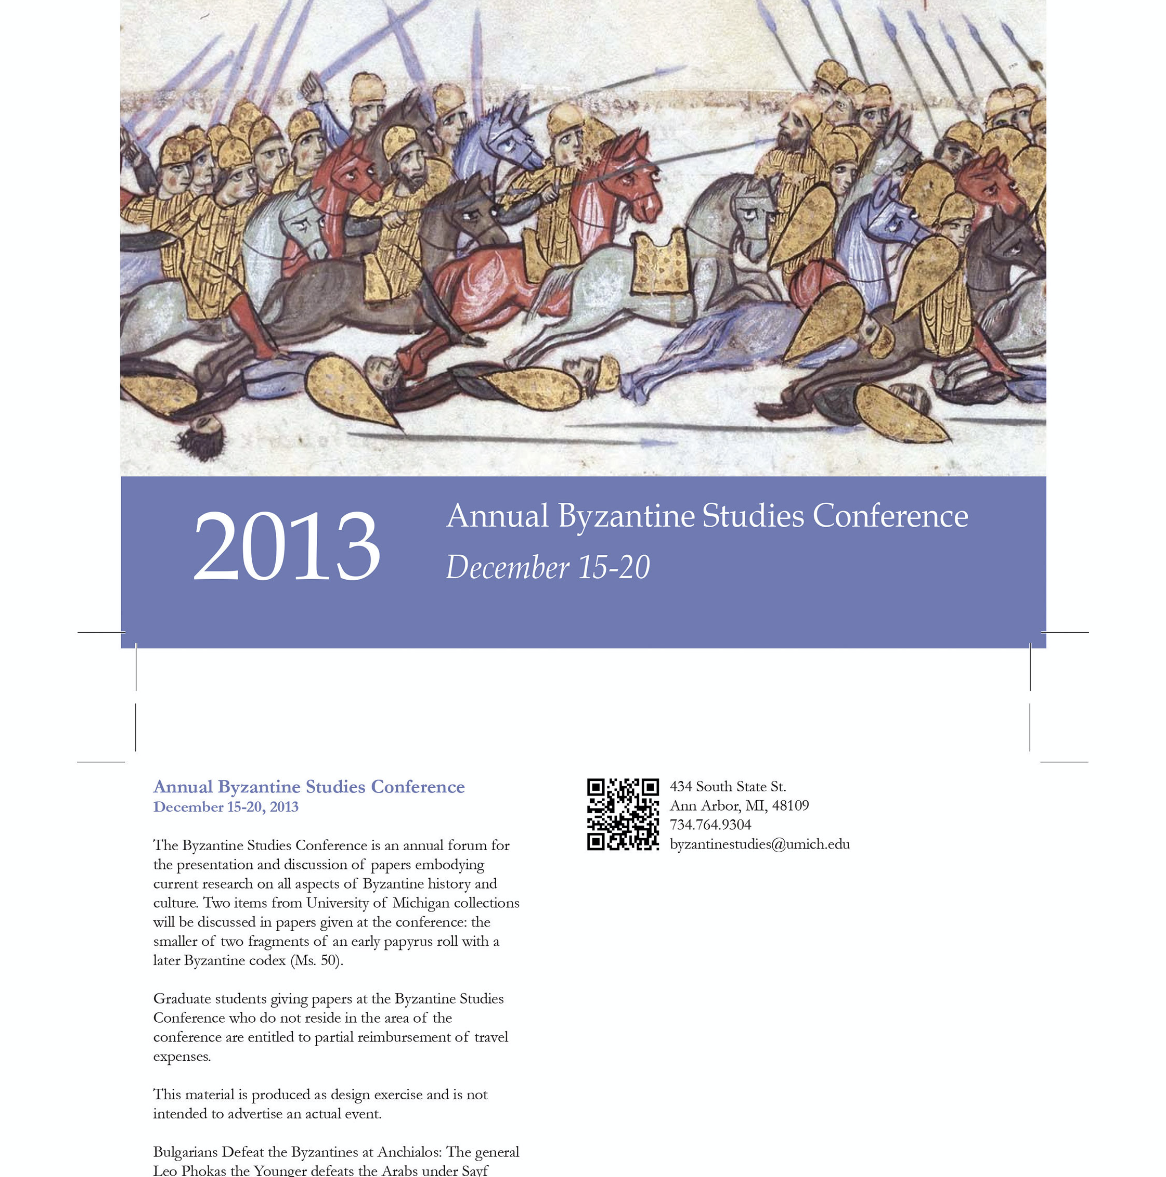 2013
Annual Byzantine Studies Conference
December 15-20
Annual Byzantine Studies Conference
December 15-20, 2013
The Byzantine Studies Conference is an annual forum for
the presentation and discussion of papers embodying
current research on all aspects of Byzantine history and
culture. Two items from University of Michigan collections
will be discussed in papers given at the conference: the
smaller of two fragments of an early papyrus roll with a
later Byzantine codex (Ms. 50).
Graduate students giving papers at the Byzantine Studies
Conference who do not reside in the area of the
conference are entitled to partial reimbursement of travel
expenses.
This material is produced as design exercise and is not
intended to advertise an actual event.
Bulgarians Defeat the Byzantines at Anchialos: The general
Leo Phokas the Younger defeats the Arabs under Sayf
434 South State St.
Ann Arbor, MI, 48109
734.764.9304
byzantinestudies@umich.edu